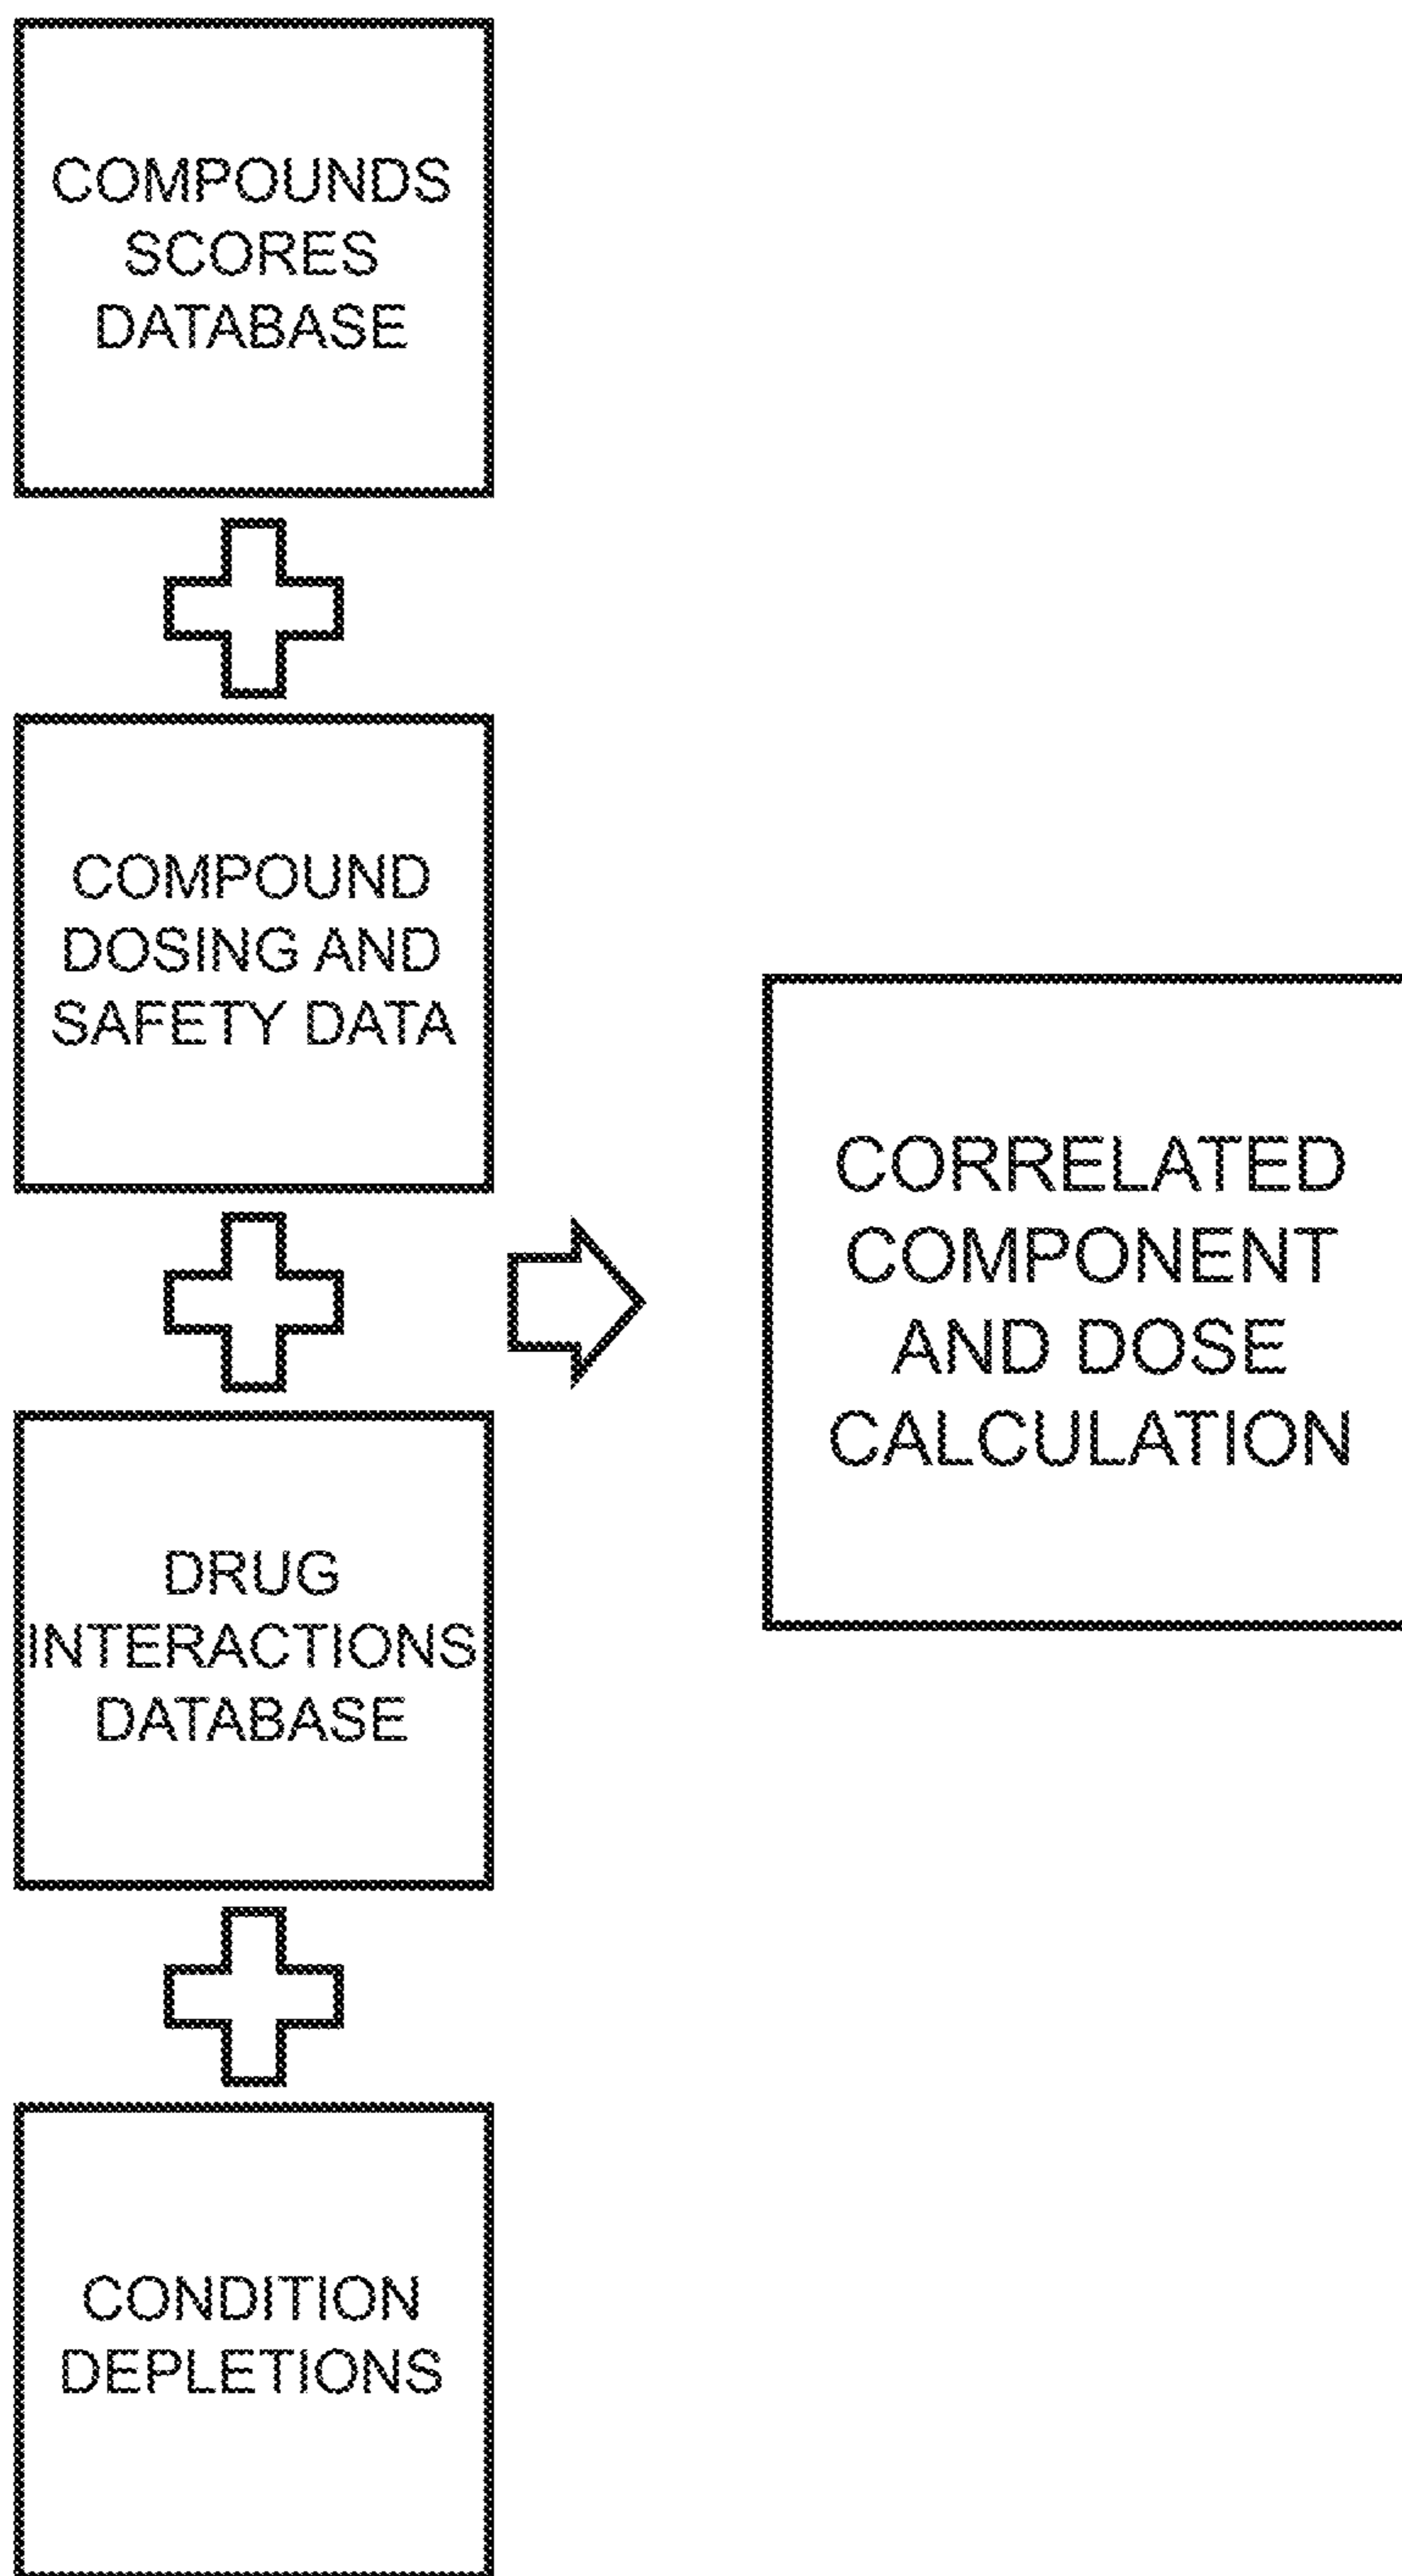 COMPOUNDS
SCORES
DATABASE
COMPOUND
DOSING AND
SAFETY DATA
DRUG
INTERACTIONS
DATABASE
CONDITION
DEPLETIONS
CORRELATED
COMPONENT
AND DOSE
CALCULATION